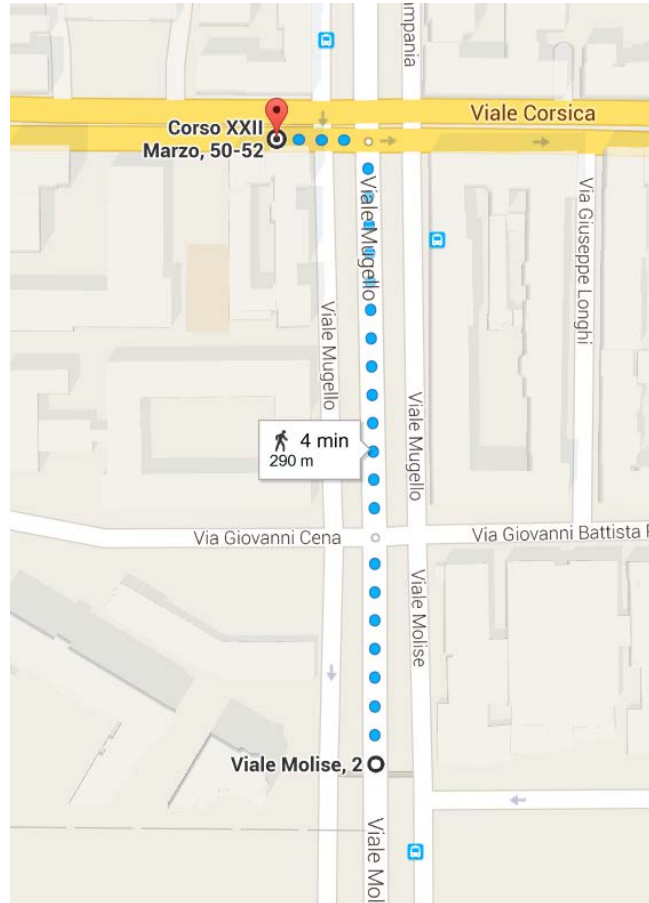 ampania
Viale Corsica
Corso XXII
Marzo, 50-52
Viale Mugello
Via Giuseppe Longhi
Viale Mugello
Viale Mugello
4 min
290 m
Via Giovanni Cena
Via Giovanni Battista
Viale Molise
Viale Molise, 2
Viale Mol